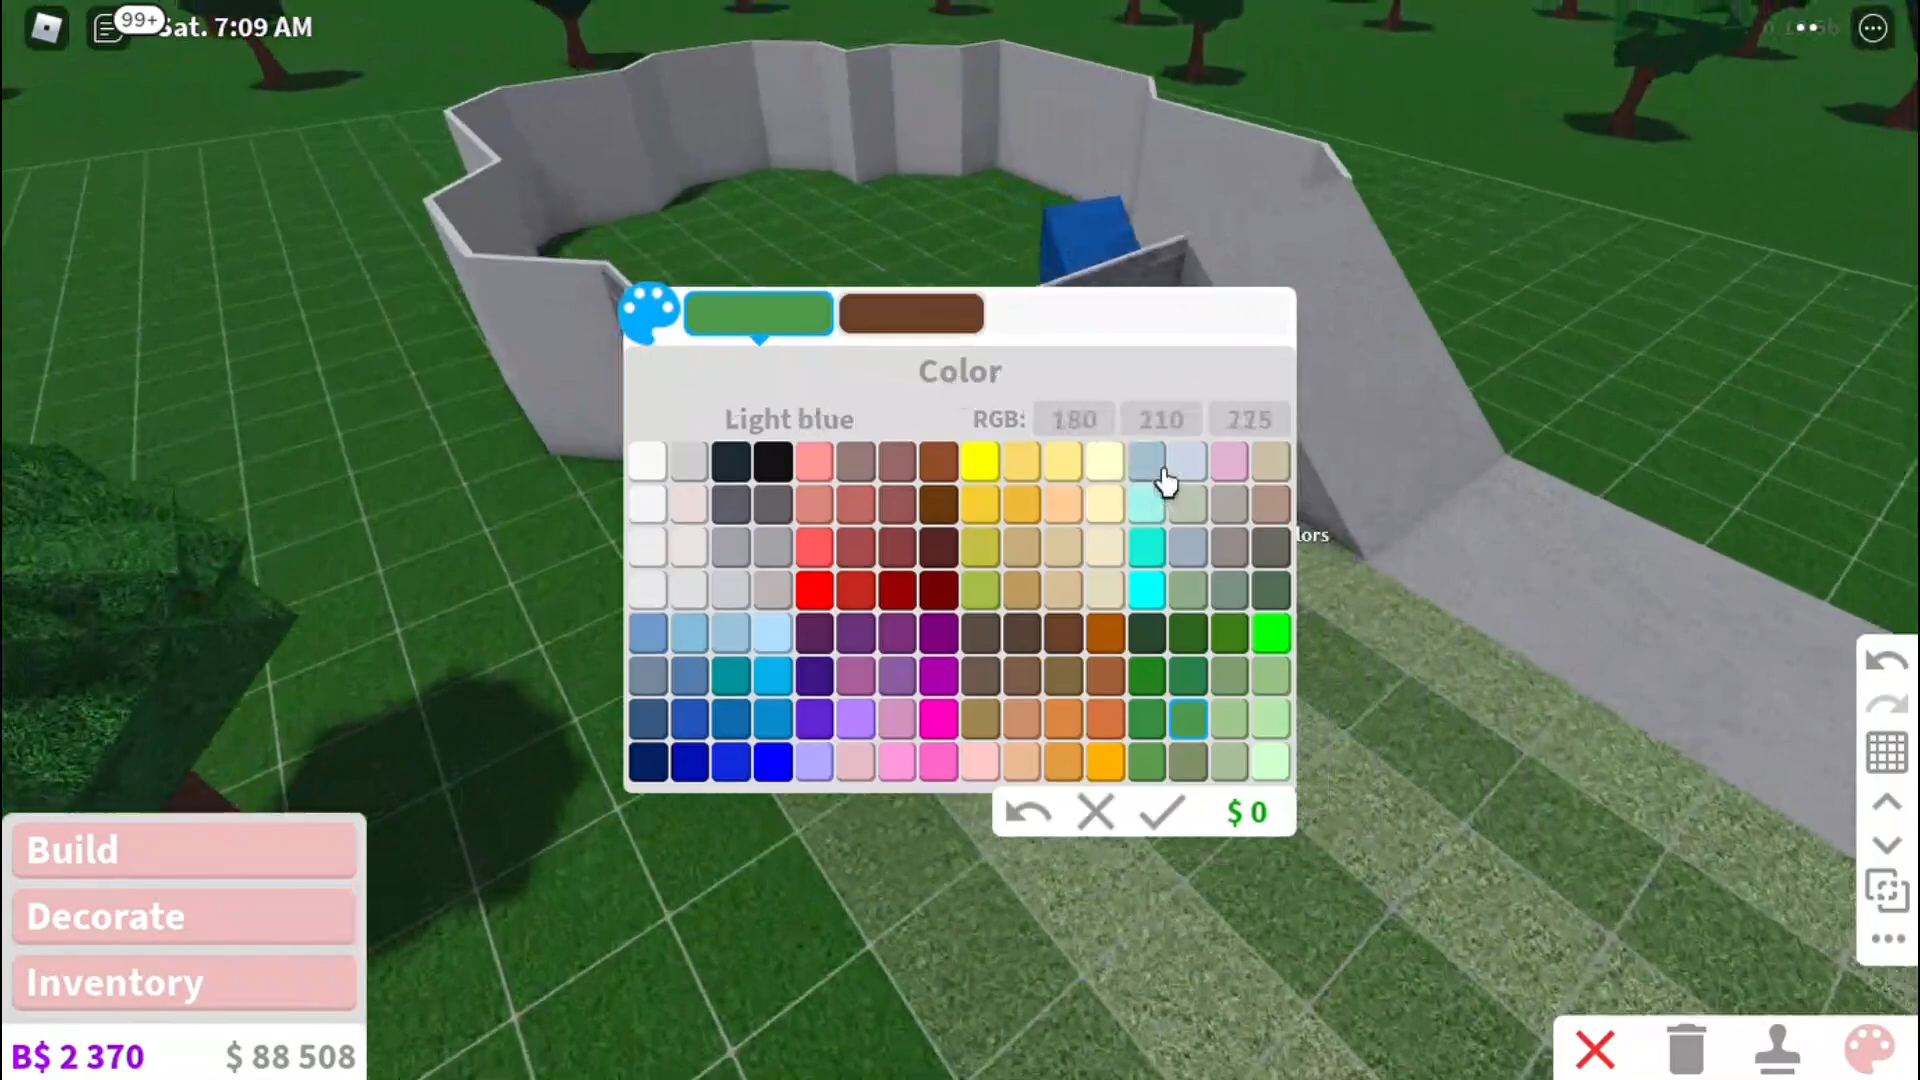 99+
Sat. 7:09 AM
Color
Light blue
RGB: 180 210 225
lors
$ 0
Build
Decorate
Inventory
B$ 2 370
$ 88 508